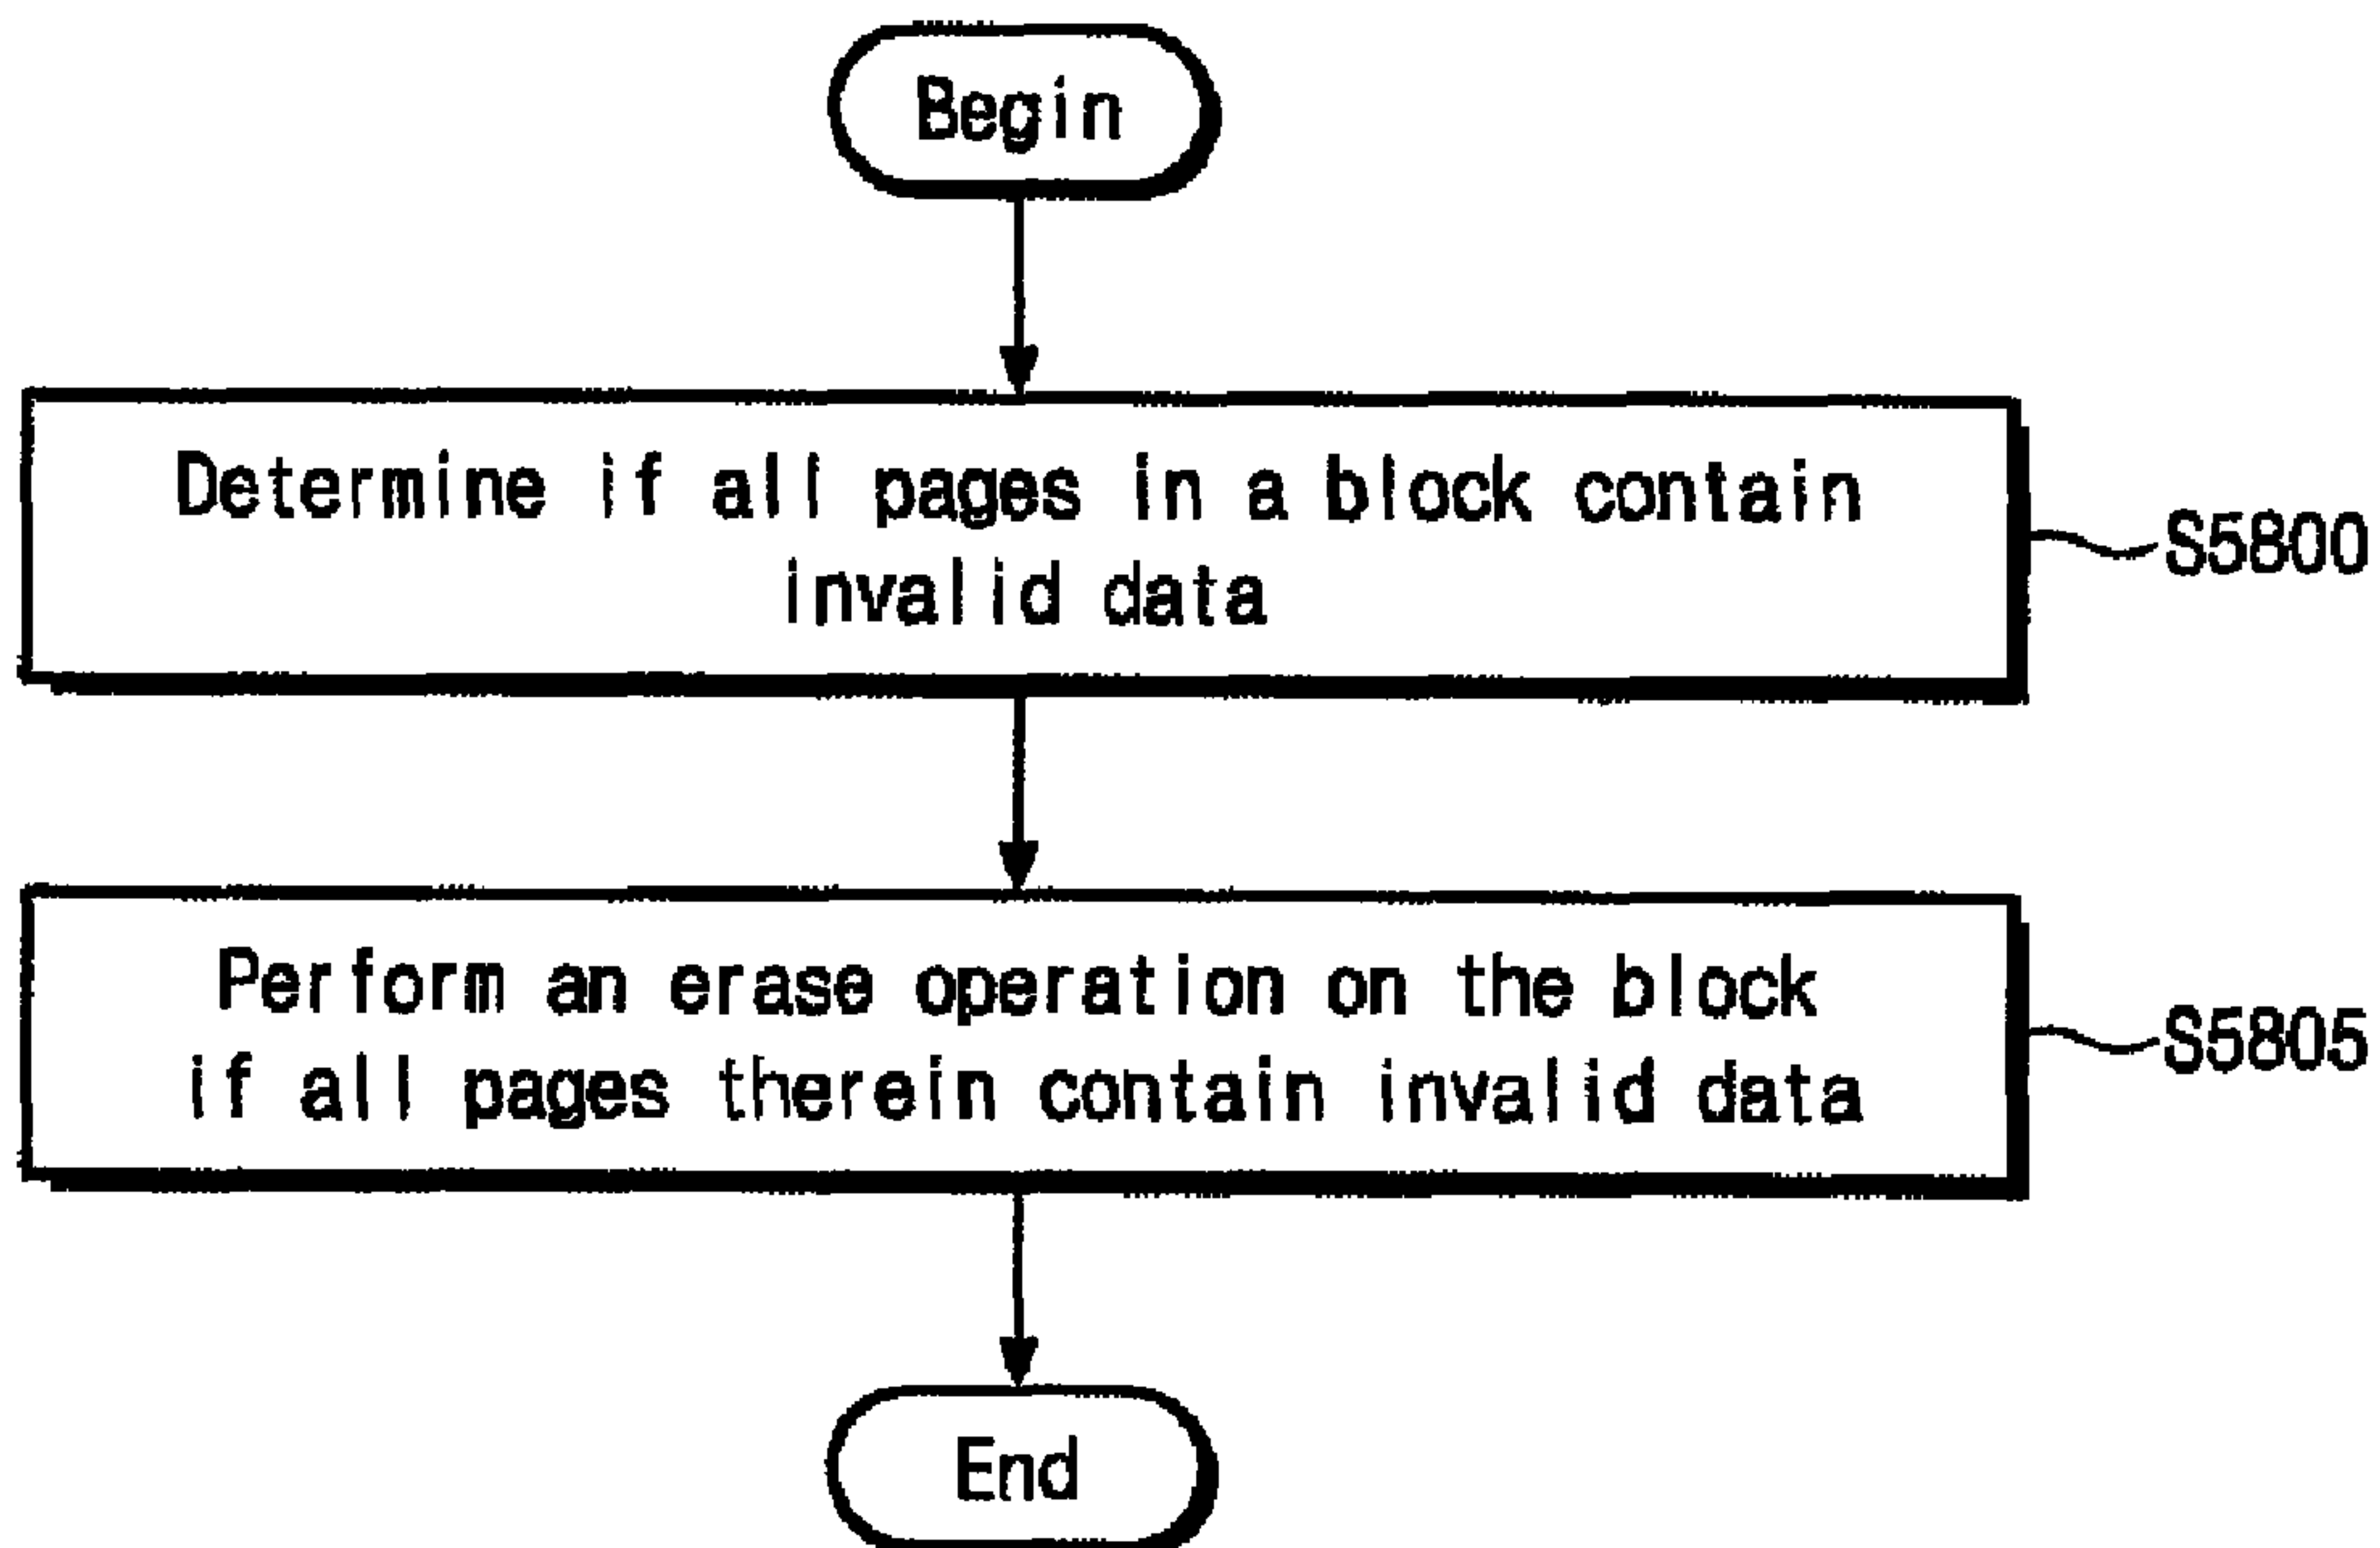 Begin
Determine if all pages in a block contain
invalid data
S5800
Perform an erase operation on the block
if all pages therein contain invalid data
S5805
End